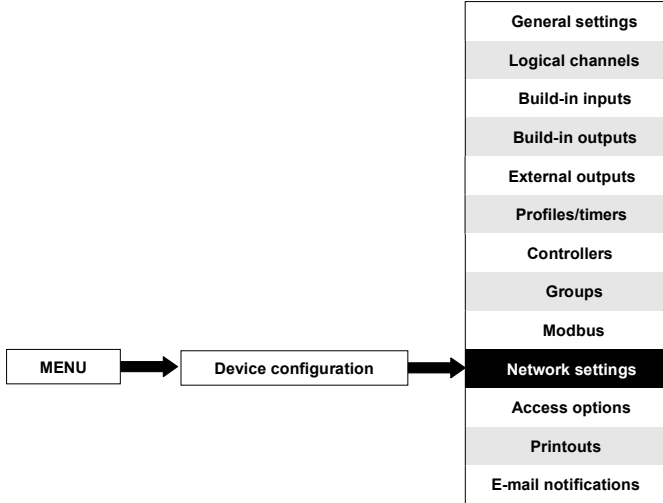 General settings
Logical channels
Build-in inputs
Build-in outputs
External outputs
Profiles/timers
Controllers
Groups
Modbus
MENU Device configuration Network settings
Access options
Printouts
E-mail notifications